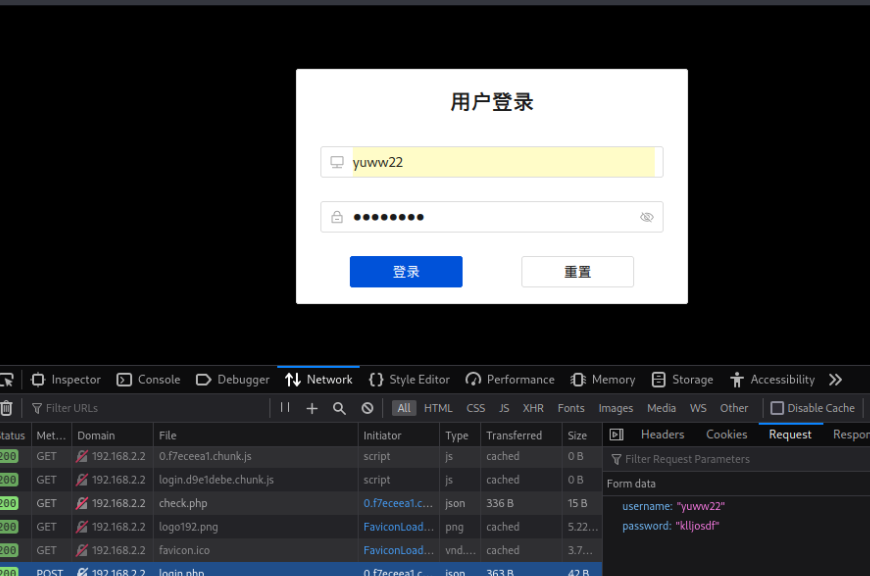 用户登录
yuww22
●●●●●●●●
登录 重置
Inspector Console Debugger Network Style Editor Performance Memory Storage Accessibility
Filter URLs All HTML CSS JS XHR Fonts Images Media WS Other Disable Cache
tatus Met... Domain File Initiator Type Transferred Size Headers Cookies Request Respon
200 GET 192.168.2.2 0.f7eceea1.chunk.js script js cached 0 B Filter Request Parameters
200 GET 192.168.2.2 login.d9e1debe.chunk.js script js cached 0 B Form data
200 GET 192.168.2.2 check.php 0.f7eceea1.c... json 336 B 15 B username: "yuww22"
200 GET 192.168.2.2 logo192.png FaviconLoad... png cached 5.22... password: "klljosdf"
200 GET 192.168.2.2 favicon.ico FaviconLoad... vnd.... cached 3.7...
200 POST 192.168.2.2 login.php 0.f7eceea1.c... json 363 B 42 B